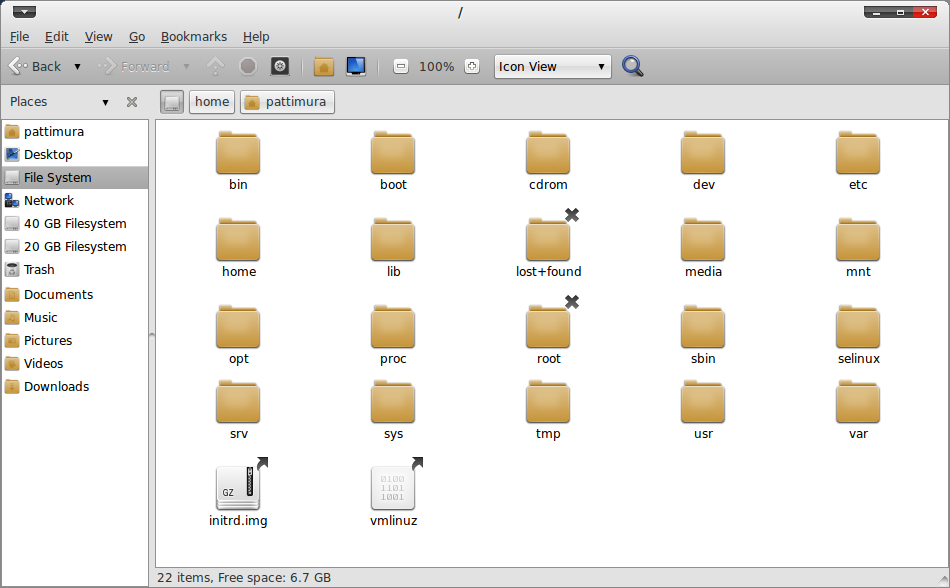 /
File Edit View Go Bookmarks Help
Back Forward 100% Icon View
Places home pattimura
pattimura
Desktop
File System
Network
40 GB Filesystem
20 GB Filesystem
Trash
Documents
Music
Pictures
Videos
Downloads
bin boot cdrom dev etc
home lib lost+found media mnt
opt proc root sbin selinux
srv sys tmp usr var
GZ
0100
1101
1001
initrd.img vmlinuz
22 items, Free space: 6.7 GB